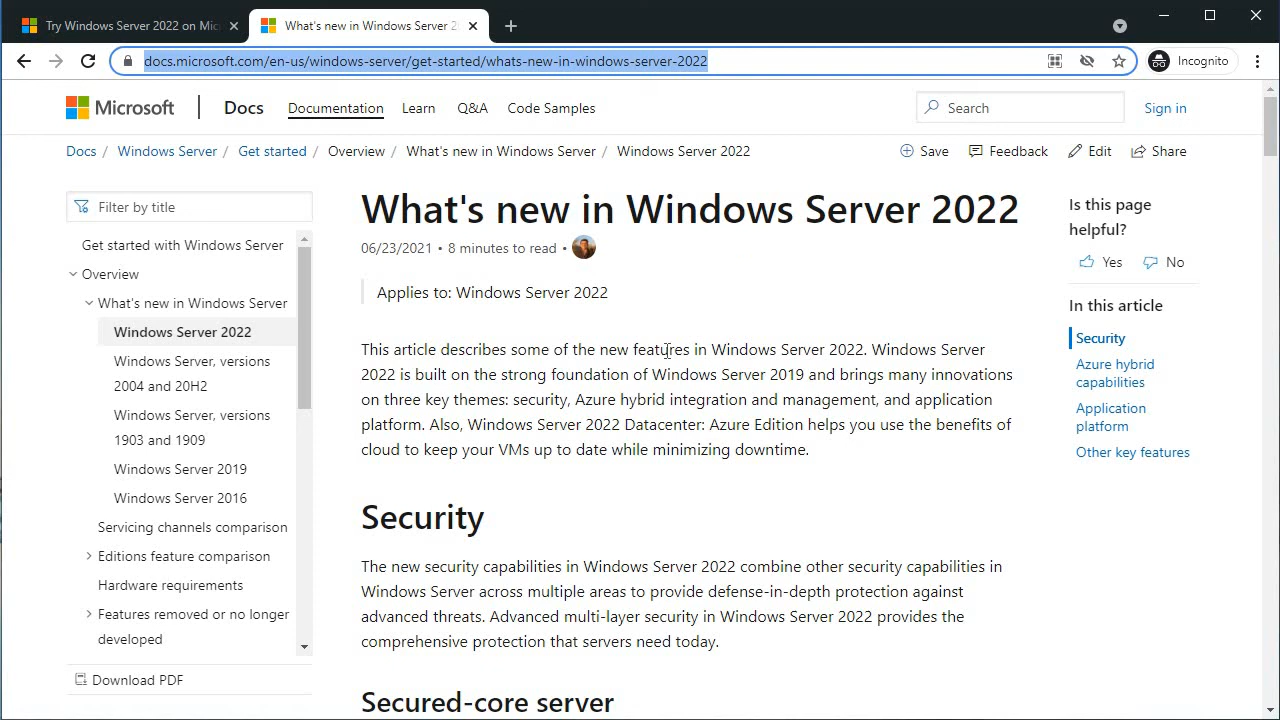 Try Windows Server 2022 on Mic
What's new in Windows Server 2
docs.microsoft.com/en-us/windows-server/get-started/whats-new-in-windows-server-2022
Incognito
Microsoft
Docs
Documentation
Learn
Q&A
Code Samples
Search
Sign in
Docs / Windows Server / Get started / Overview / What's new in Windows Server / Windows Server 2022
Save
Feedback
Edit
Share
Filter by title
Get started with Windows Server
Overview
What's new in Windows Server
Windows Server 2022
Windows Server, versions
2004 and 20H2
Windows Server, versions
1903 and 1909
Windows Server 2019
Windows Server 2016
Servicing channels comparison
Editions feature comparison
Hardware requirements
Features removed or no longer
developed
Download PDF
What's new in Windows Server 2022
06/23/2021 • 8 minutes to read •
Applies to: Windows Server 2022
This article describes some of the new features in Windows Server 2022. Windows Server
2022 is built on the strong foundation of Windows Server 2019 and brings many innovations
on three key themes: security, Azure hybrid integration and management, and application
platform. Also, Windows Server 2022 Datacenter: Azure Edition helps you use the benefits of
cloud to keep your VMs up to date while minimizing downtime.
Security
The new security capabilities in Windows Server 2022 combine other security capabilities in
Windows Server across multiple areas to provide defense-in-depth protection against
advanced threats. Advanced multi-layer security in Windows Server 2022 provides the
comprehensive protection that servers need today.
Secured-core server
Is this page
helpful?
Yes
No
In this article
Security
Azure hybrid
capabilities
Application
platform
Other key features